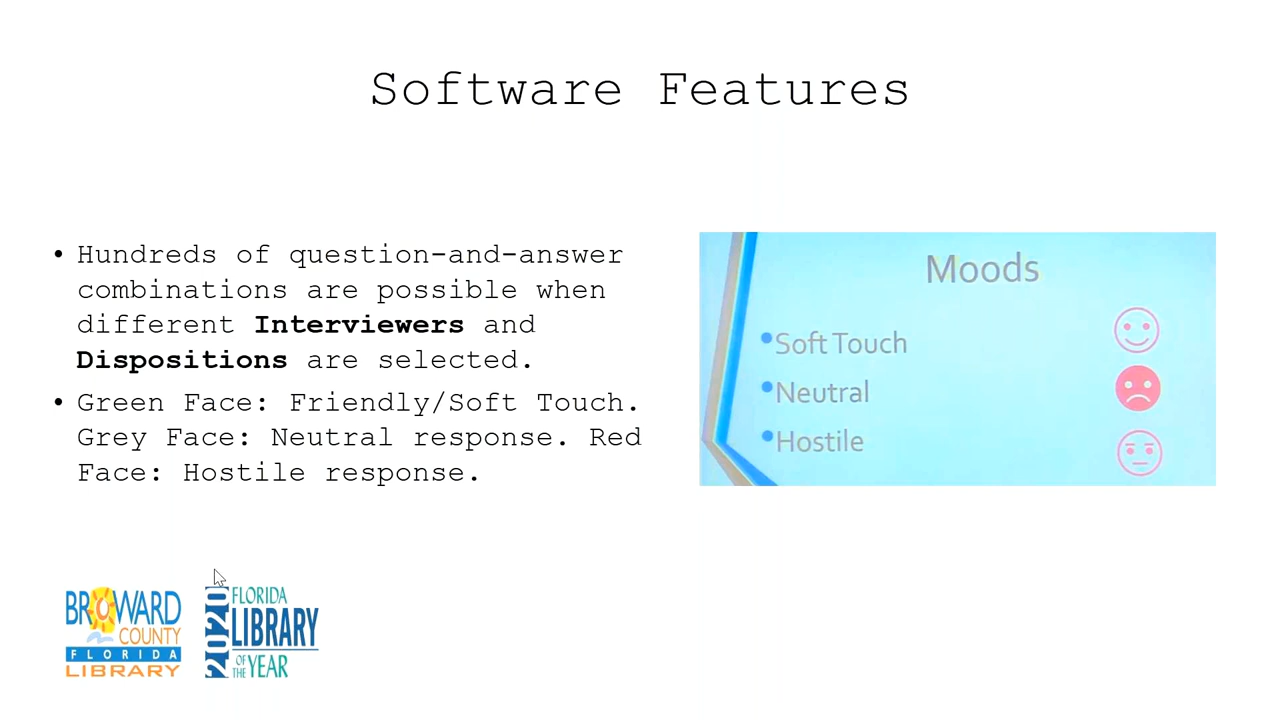 Software Features
• Hundreds of question-and-answer
combinations are possible when
different Interviewers and
Dispositions are selected.
• Green Face: Friendly/Soft Touch.
Grey Face: Neutral response. Red
Face: Hostile response.
Moods
•Soft Touch
•Neutral
•Hostile
BROWARD
COUNTY
FLORIDA
LIBRARY
2020
FLORIDA
LIBRARY
OF THE YEAR